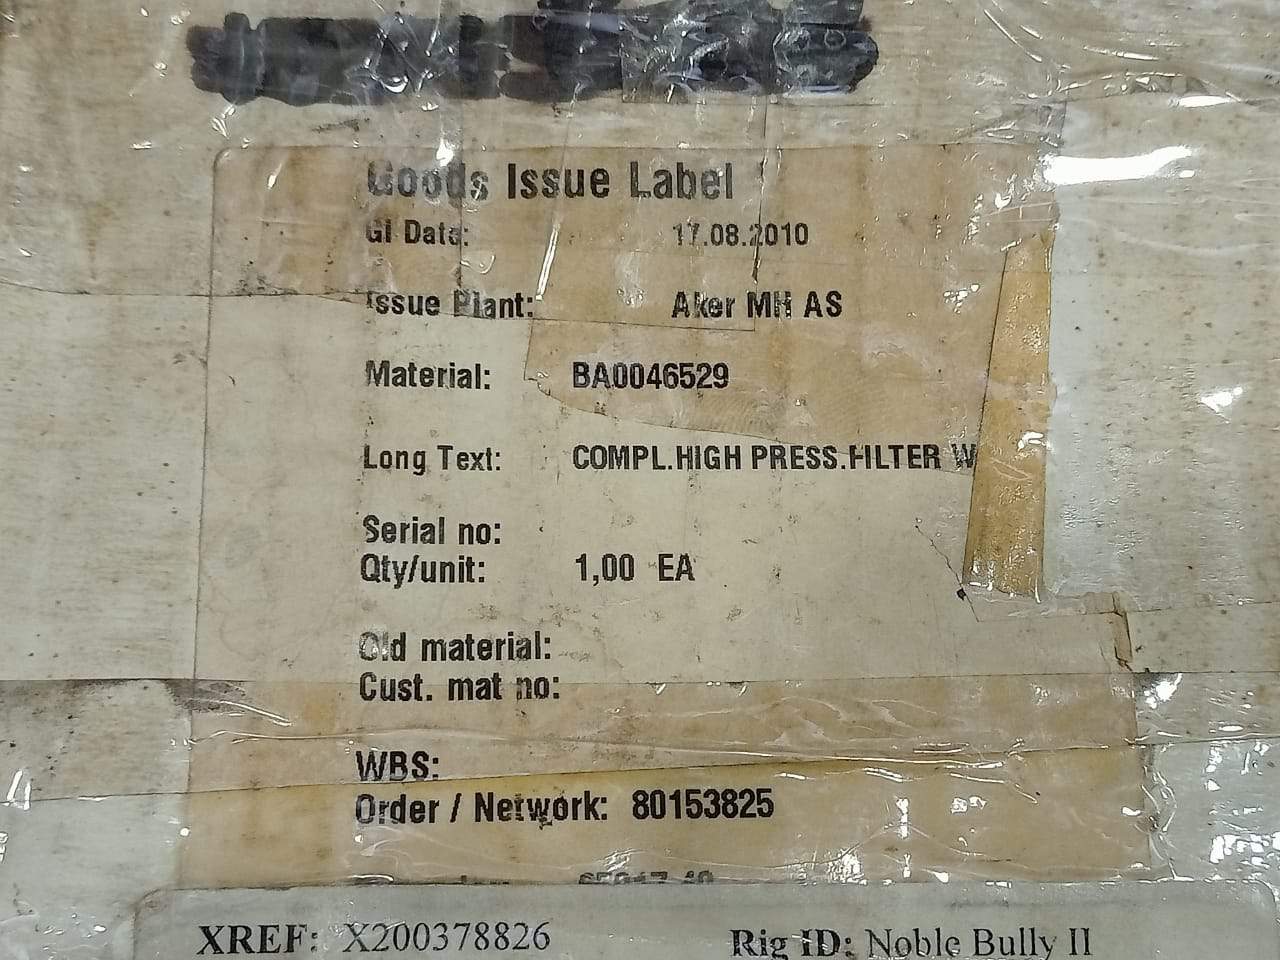 Goods Issue Label
GI Date: 17.08.2010
Issue Plant: Aker MH AS
Material: BA0046529
Long Text: COMPL.HIGH PRESS.FILTER W
Serial no:
Qty/unit: 1,00 EA
Old material:
Cust. mat no:
WBS:
Order / Network: 80153825
XREF: X200378826 Rig ID: Noble Bully II